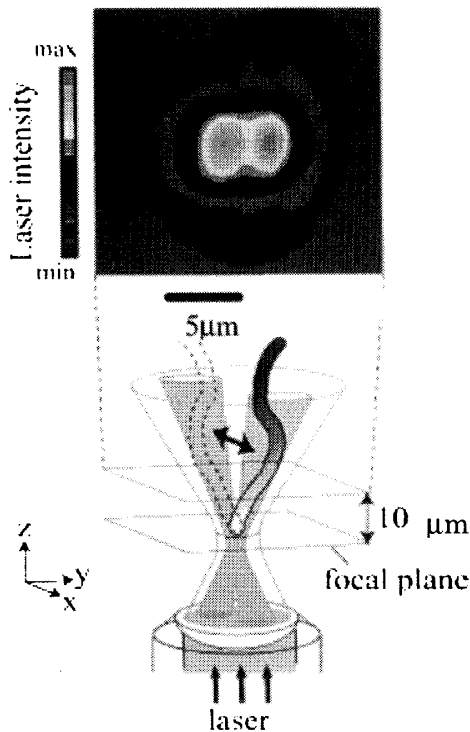 max
Laser intensity
min
5μm
10 μm
z
y
x
focal plane
laser